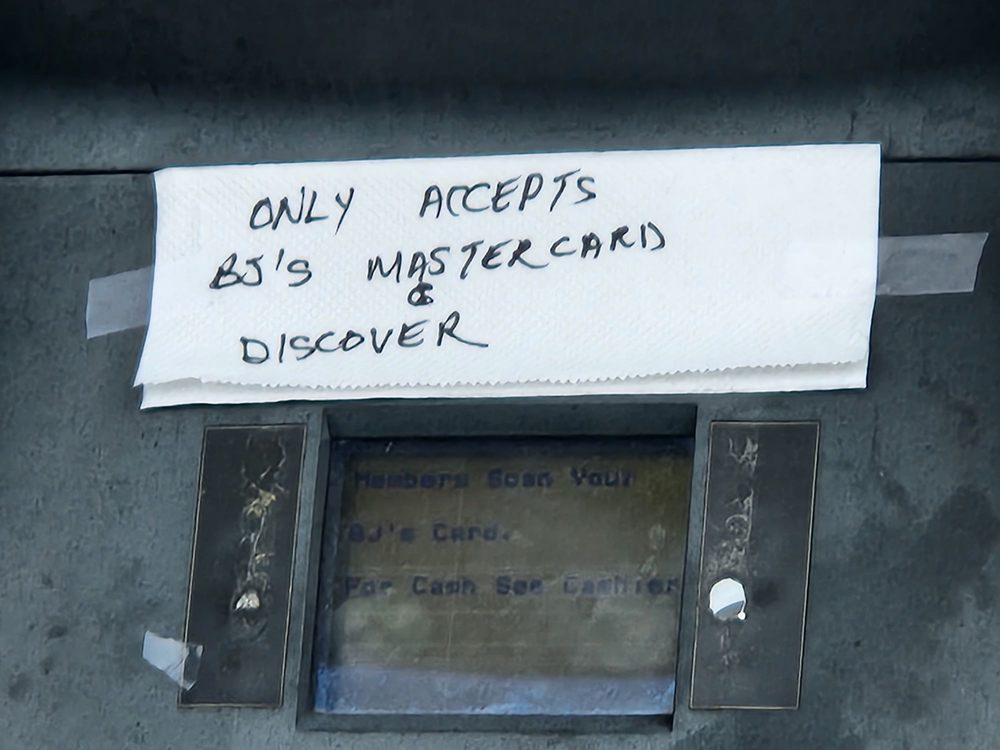 ONLY ACCEPTS
BJ'S MASTERCARD
&
DISCOVER
Members Scan Your
BJ's Card.
For Cash See Cashier